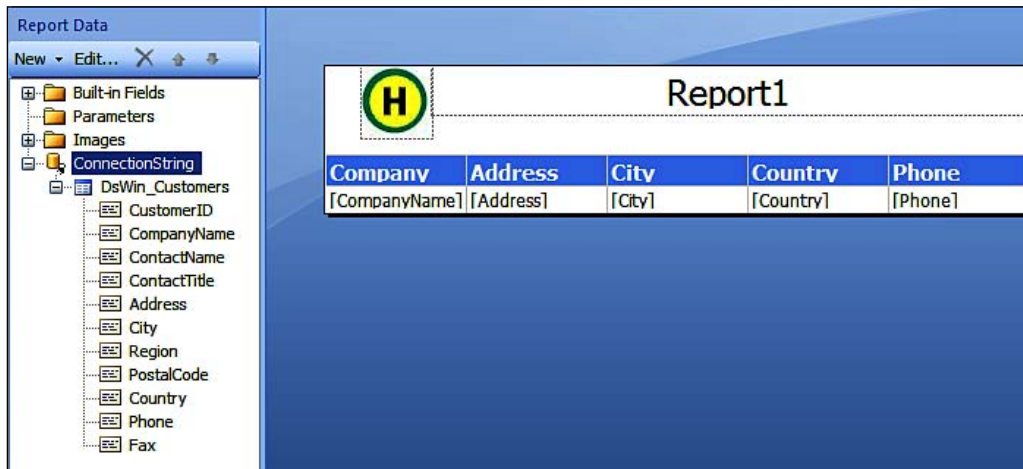 Report Data
New Edit...
Built-in Fields
Parameters
Images
ConnectionString
DsWin_Customers
CustomerID
CompanyName
ContactName
ContactTitle
Address
City
Region
PostalCode
Country
Phone
Fax
H
Report1
Company Address City Country Phone
[CompanyName] [Address] [City] [Country] [Phone]